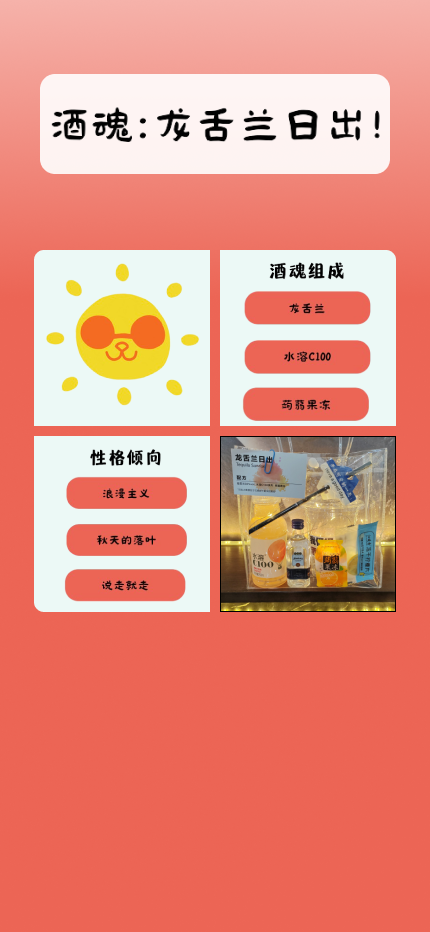 酒魂:龙舌兰日出!
酒魂组成
龙舌兰
水溶C100
蒟蒻果冻
性格倾向
浪漫主义
秋天的落叶
说走就走
龙舌兰日出
Tequila Sunrise
配方
水溶
C100